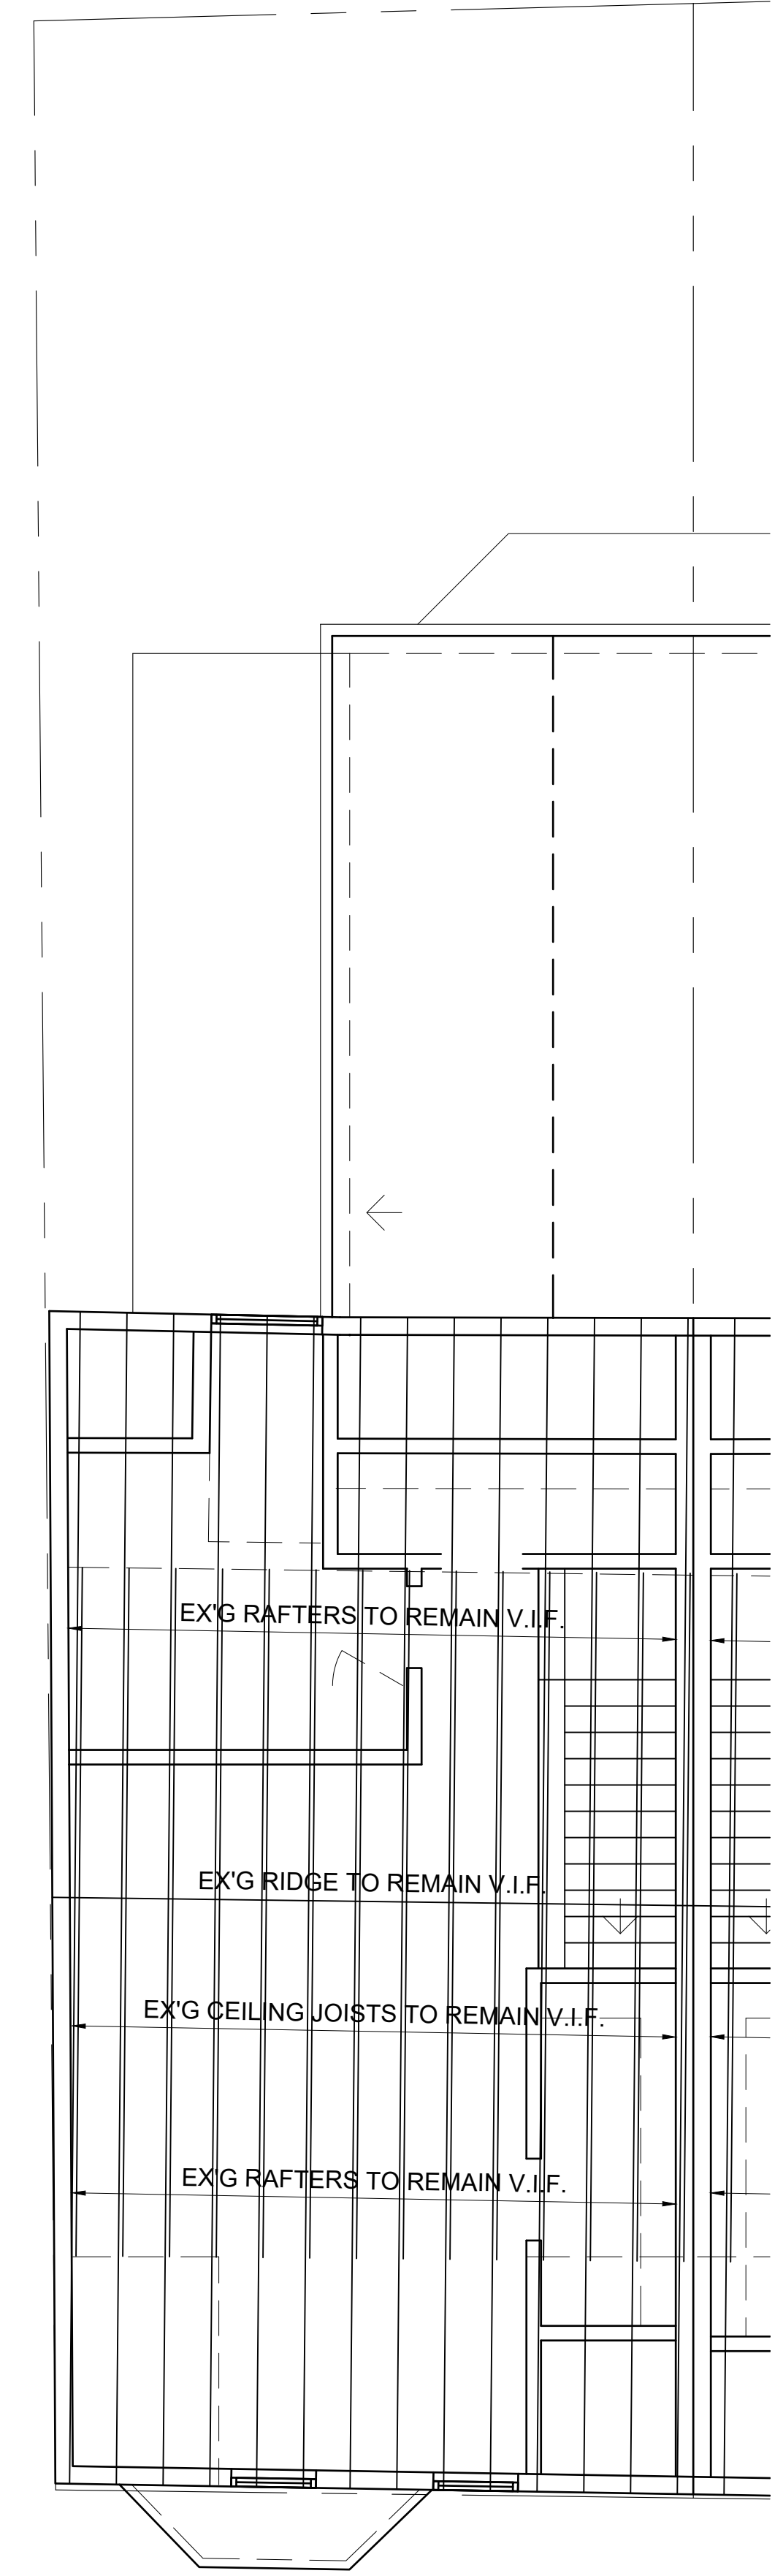 EX'G RAFTERS TO REMAIN V.I.F.
EX'G RIDGE TO REMAIN V.I.F.
EX'G CEILING JOISTS TO REMAIN V.I.F.
EX'G RAFTERS TO REMAIN V.I.F.